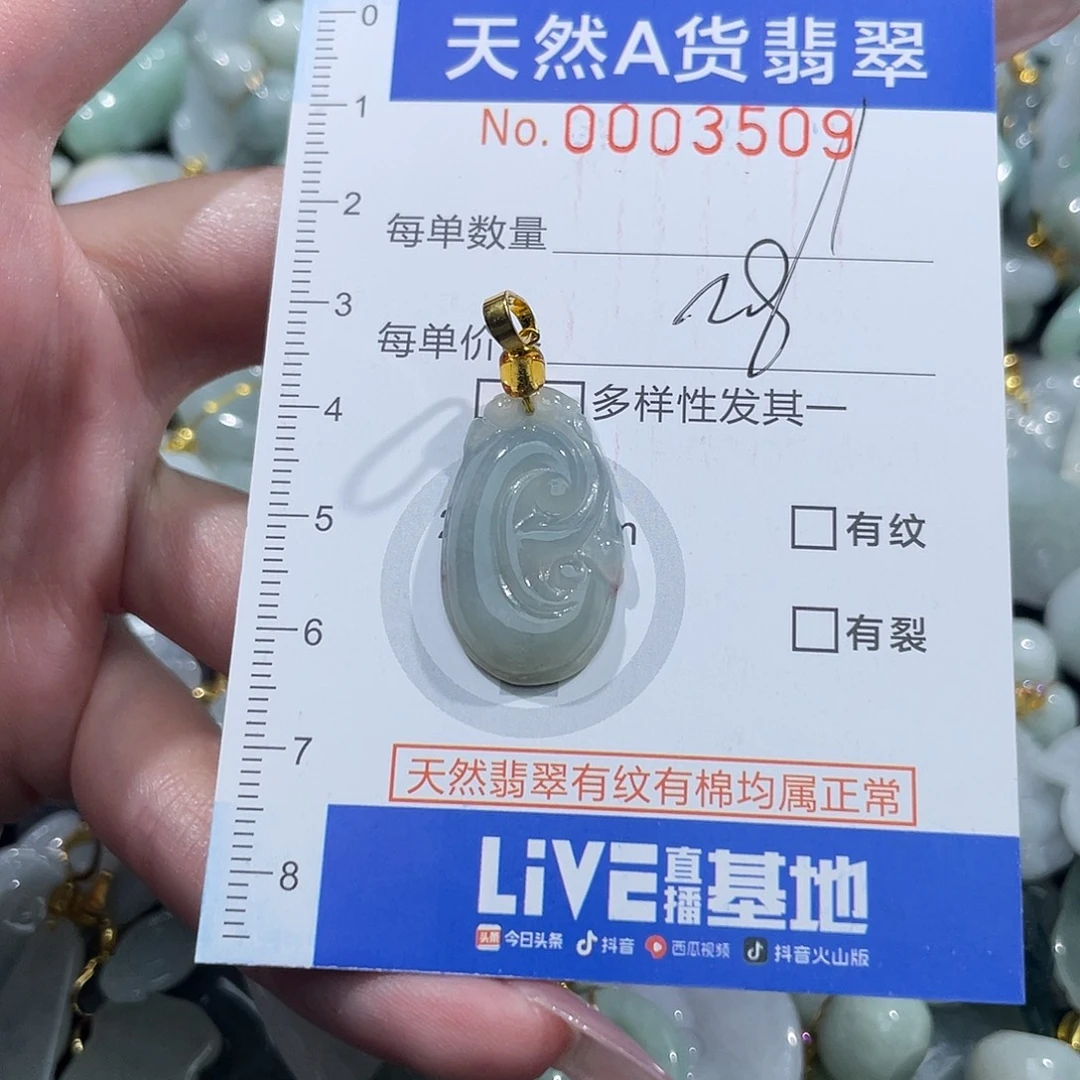 天然A货翡翠
No. 0003509
每单数量
每单价
多样性发其一
有纹
有裂
天然翡翠有纹有棉均属正常
LiVE直播基地
头条 今日头条 抖音 西瓜视频 抖音火山版
0
1
2
3
4
5
6
7
8